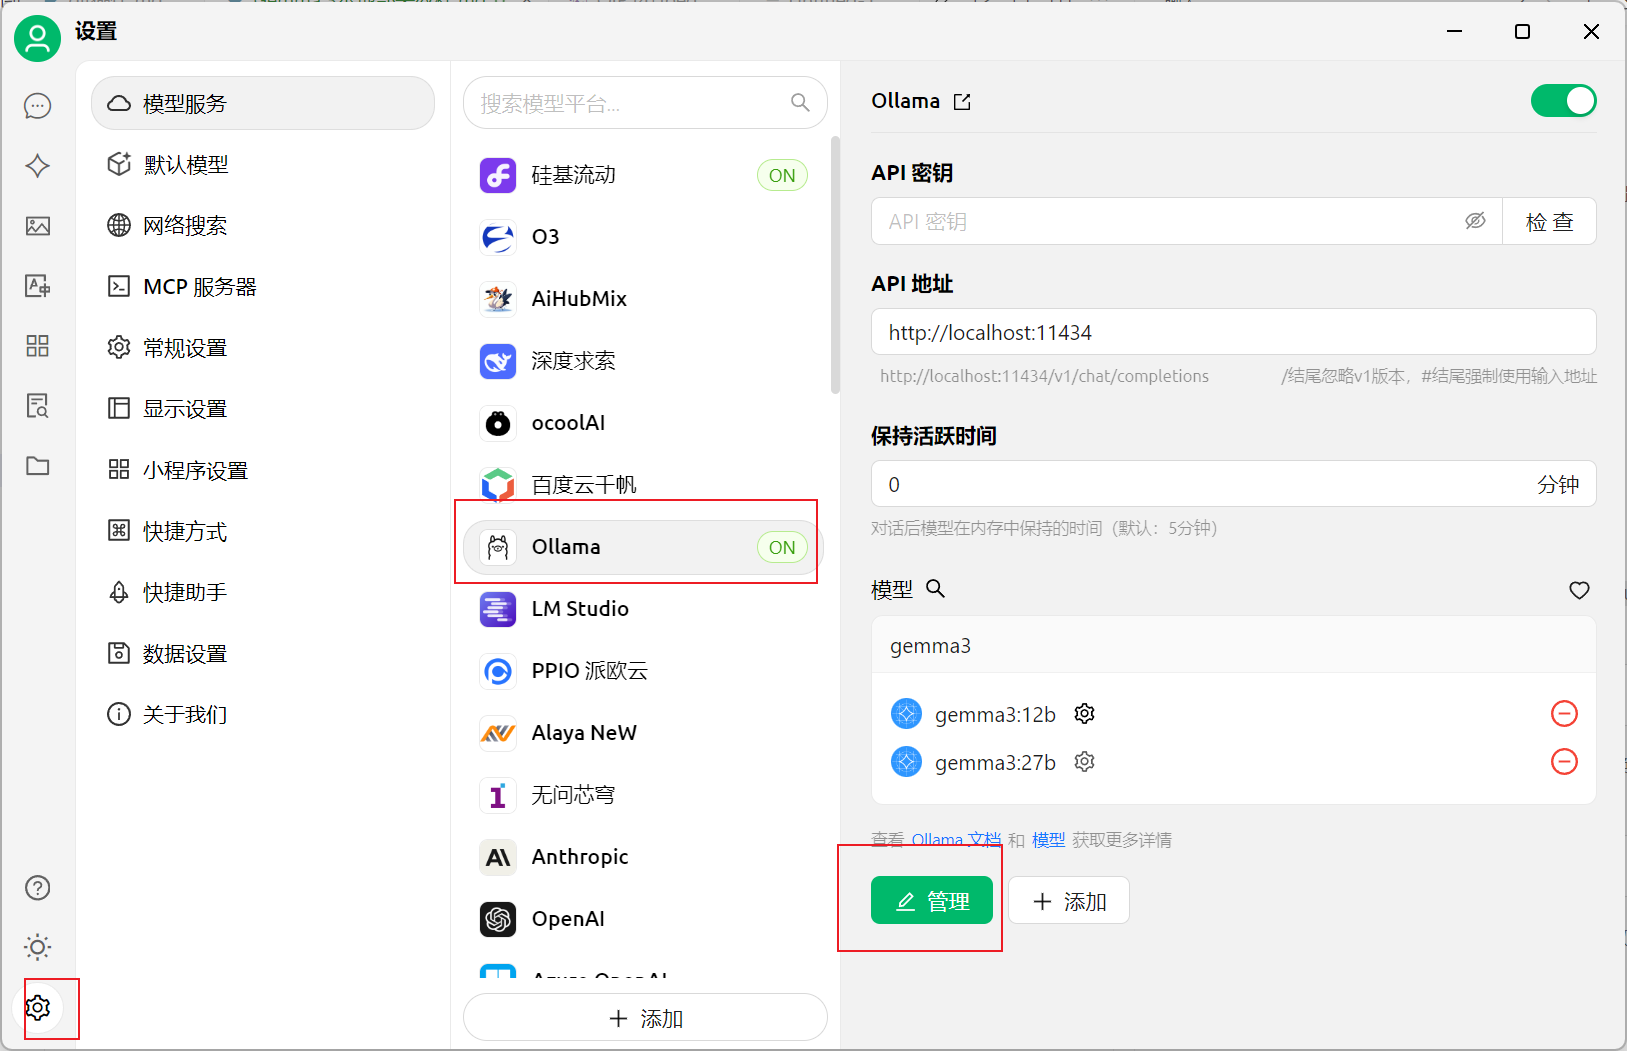 设置
模型服务
默认模型
网络搜索
MCP 服务器
常规设置
显示设置
小程序设置
快捷方式
快捷助手
数据设置
关于我们
搜索模型平台...
硅基流动 ON
O3
AiHubMix
深度求索
ocoolAI
百度云千帆
Ollama ON
LM Studio
PPIO 派欧云
Alaya NeW
无问芯穹
Anthropic
OpenAI
Azure OpenAI
添加
Ollama
API 密钥
API 密钥 检 查
API 地址
http://localhost:11434
http://localhost:11434/v1/chat/completions /结尾忽略v1版本，#结尾强制使用输入地址
保持活跃时间
0 分钟
对话后模型在内存中保持的时间（默认：5分钟）
模型
gemma3
gemma3:12b
gemma3:27b
查看 Ollama 文档 和 模型 获取更多详情
管理 添加